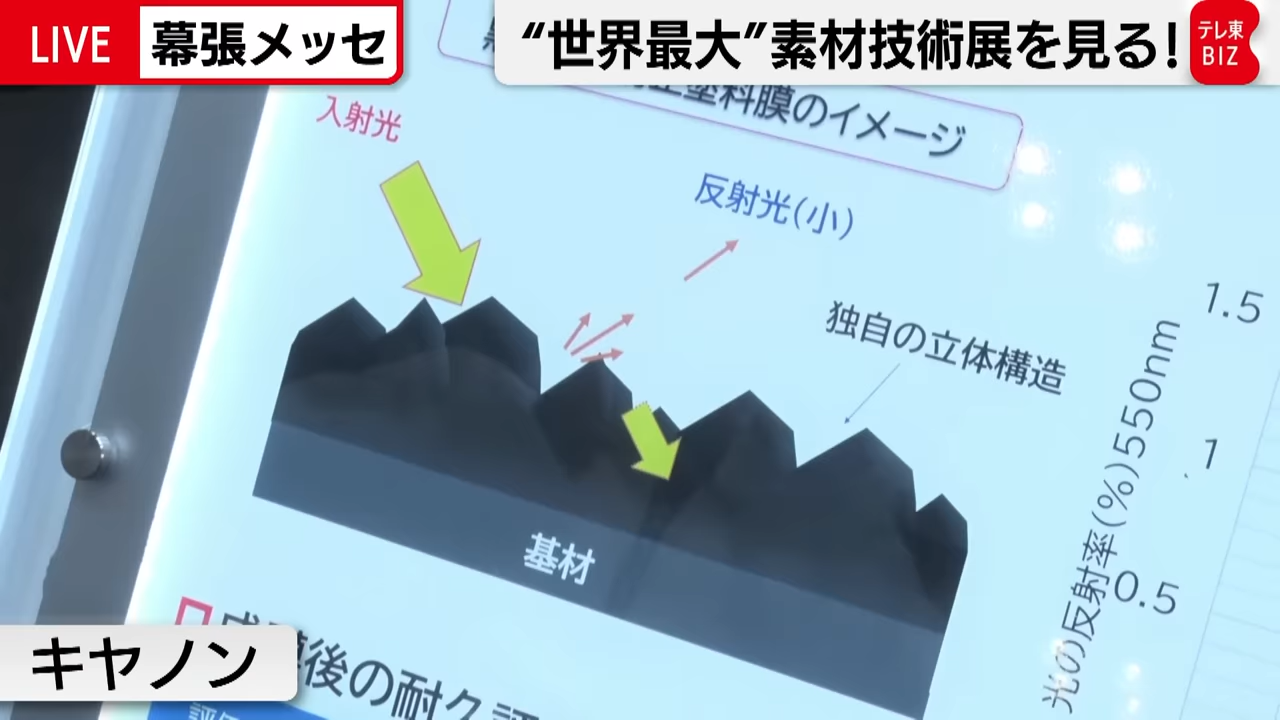 LIVE 幕張メッセ
“世界最大”素材技術展を見る!
テレ東
BIZ
塗料膜のイメージ
入射光
反射光(小)
独自の立体構造
基材
光の反射率(%)550nm
1.5
1
0.5
後の耐久
キヤノン